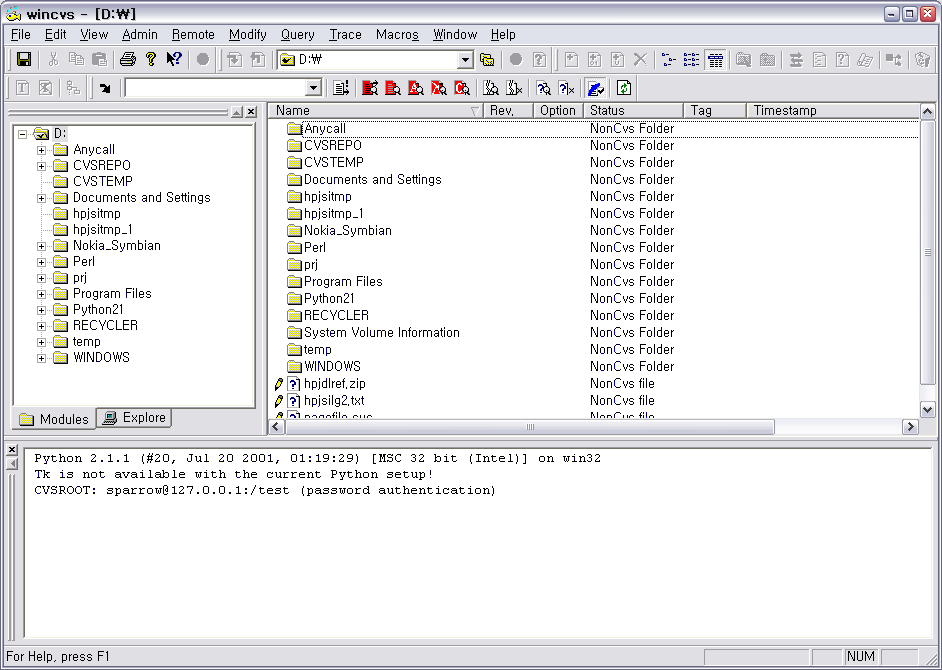 wincvs - [D:₩]
File Edit View Admin Remote Modify Query Trace Macros Window Help
D:₩
D:
Anycall
CVSREPO
CVSTEMP
Documents and Settings
hpjsitmp
hpjsitmp_1
Nokia_Symbian
Perl
prj
Program Files
Python21
RECYCLER
temp
WINDOWS
Modules Explore
Name Rev. Option Status Tag Timestamp
Anycall NonCvs Folder
CVSREPO NonCvs Folder
CVSTEMP NonCvs Folder
Documents and Settings NonCvs Folder
hpjsitmp NonCvs Folder
hpjsitmp_1 NonCvs Folder
Nokia_Symbian NonCvs Folder
Perl NonCvs Folder
prj NonCvs Folder
Program Files NonCvs Folder
Python21 NonCvs Folder
RECYCLER NonCvs Folder
System Volume Information NonCvs Folder
temp NonCvs Folder
WINDOWS NonCvs Folder
hpjdlref.zip NonCvs file
hpjsilg2.txt NonCvs file
pagefile.sys NonCvs file
Python 2.1.1 (#20, Jul 20 2001, 01:19:29) [MSC 32 bit (Intel)] on win32
Tk is not available with the current Python setup!
CVSROOT: sparrow@127.0.0.1:/test (password authentication)
For Help, press F1
NUM